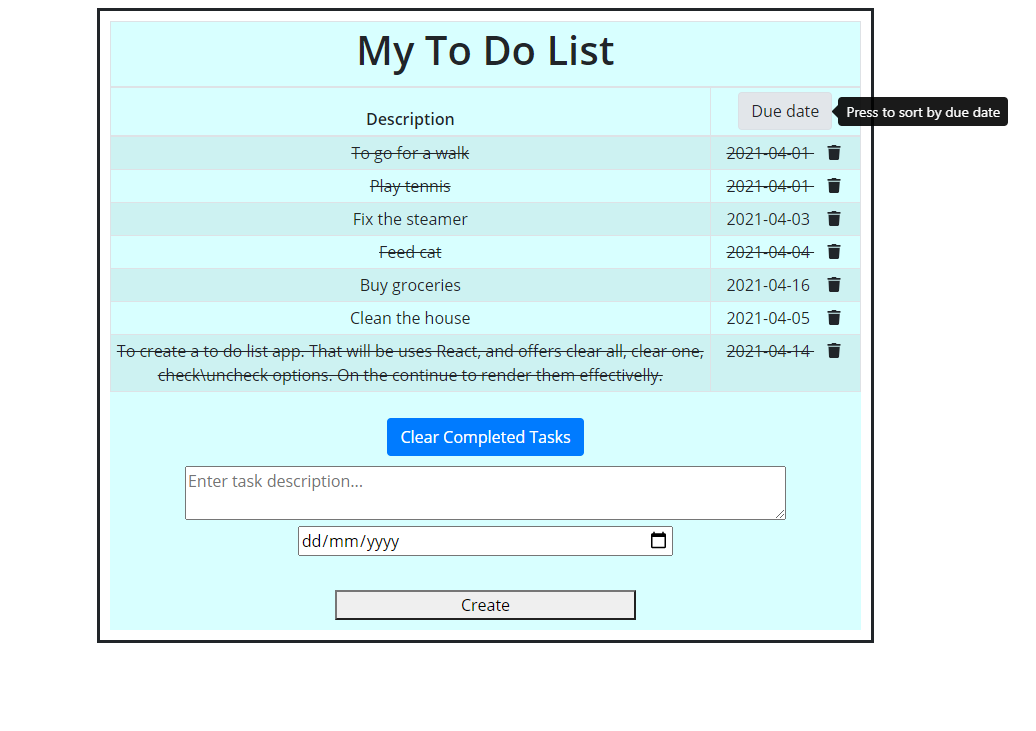 My To Do List
Description
Due date
Press to sort by due date
To go for a walk 2021-04-01
Play tennis 2021-04-01
Fix the steamer 2021-04-03
Feed cat 2021-04-04
Buy groceries 2021-04-16
Clean the house 2021-04-05
To create a to do list app. That will be uses React, and offers clear all, clear one, 2021-04-14
check\uncheck options. On the continue to render them effectivelly.
Clear Completed Tasks
Enter task description...
dd/mm/yyyy
Create